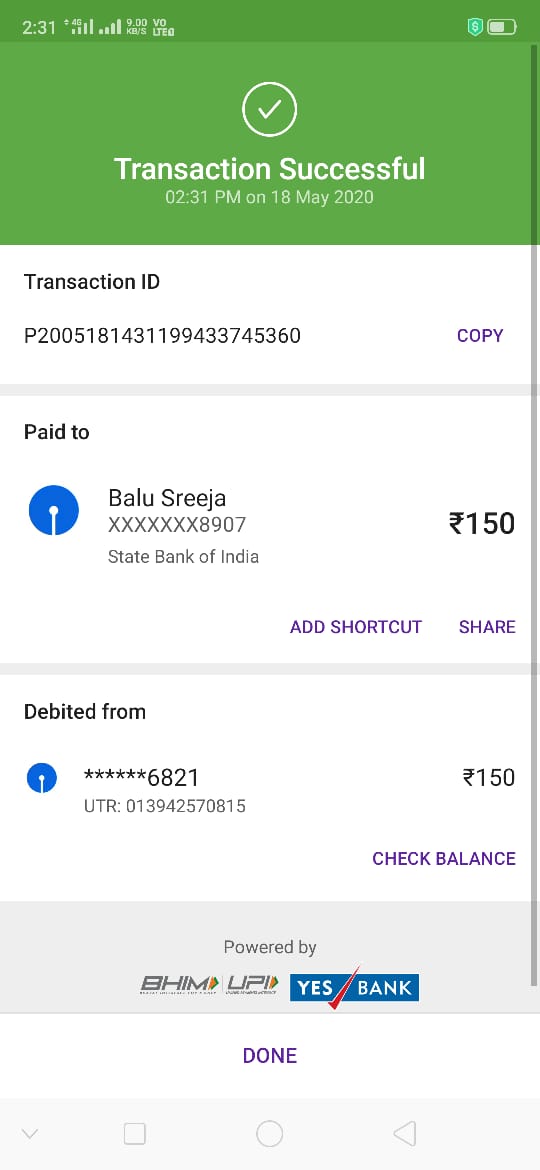 2:31 4G 9.00 KB/S VO LTE
Transaction Successful
02:31 PM on 18 May 2020
Transaction ID
P2005181431199433745360 COPY
Paid to
Balu Sreeja
XXXXXXX8907
₹150
State Bank of India
ADD SHORTCUT SHARE
Debited from
******6821 ₹150
UTR: 013942570815
CHECK BALANCE
Powered by
BHIM UPI YES BANK
DONE